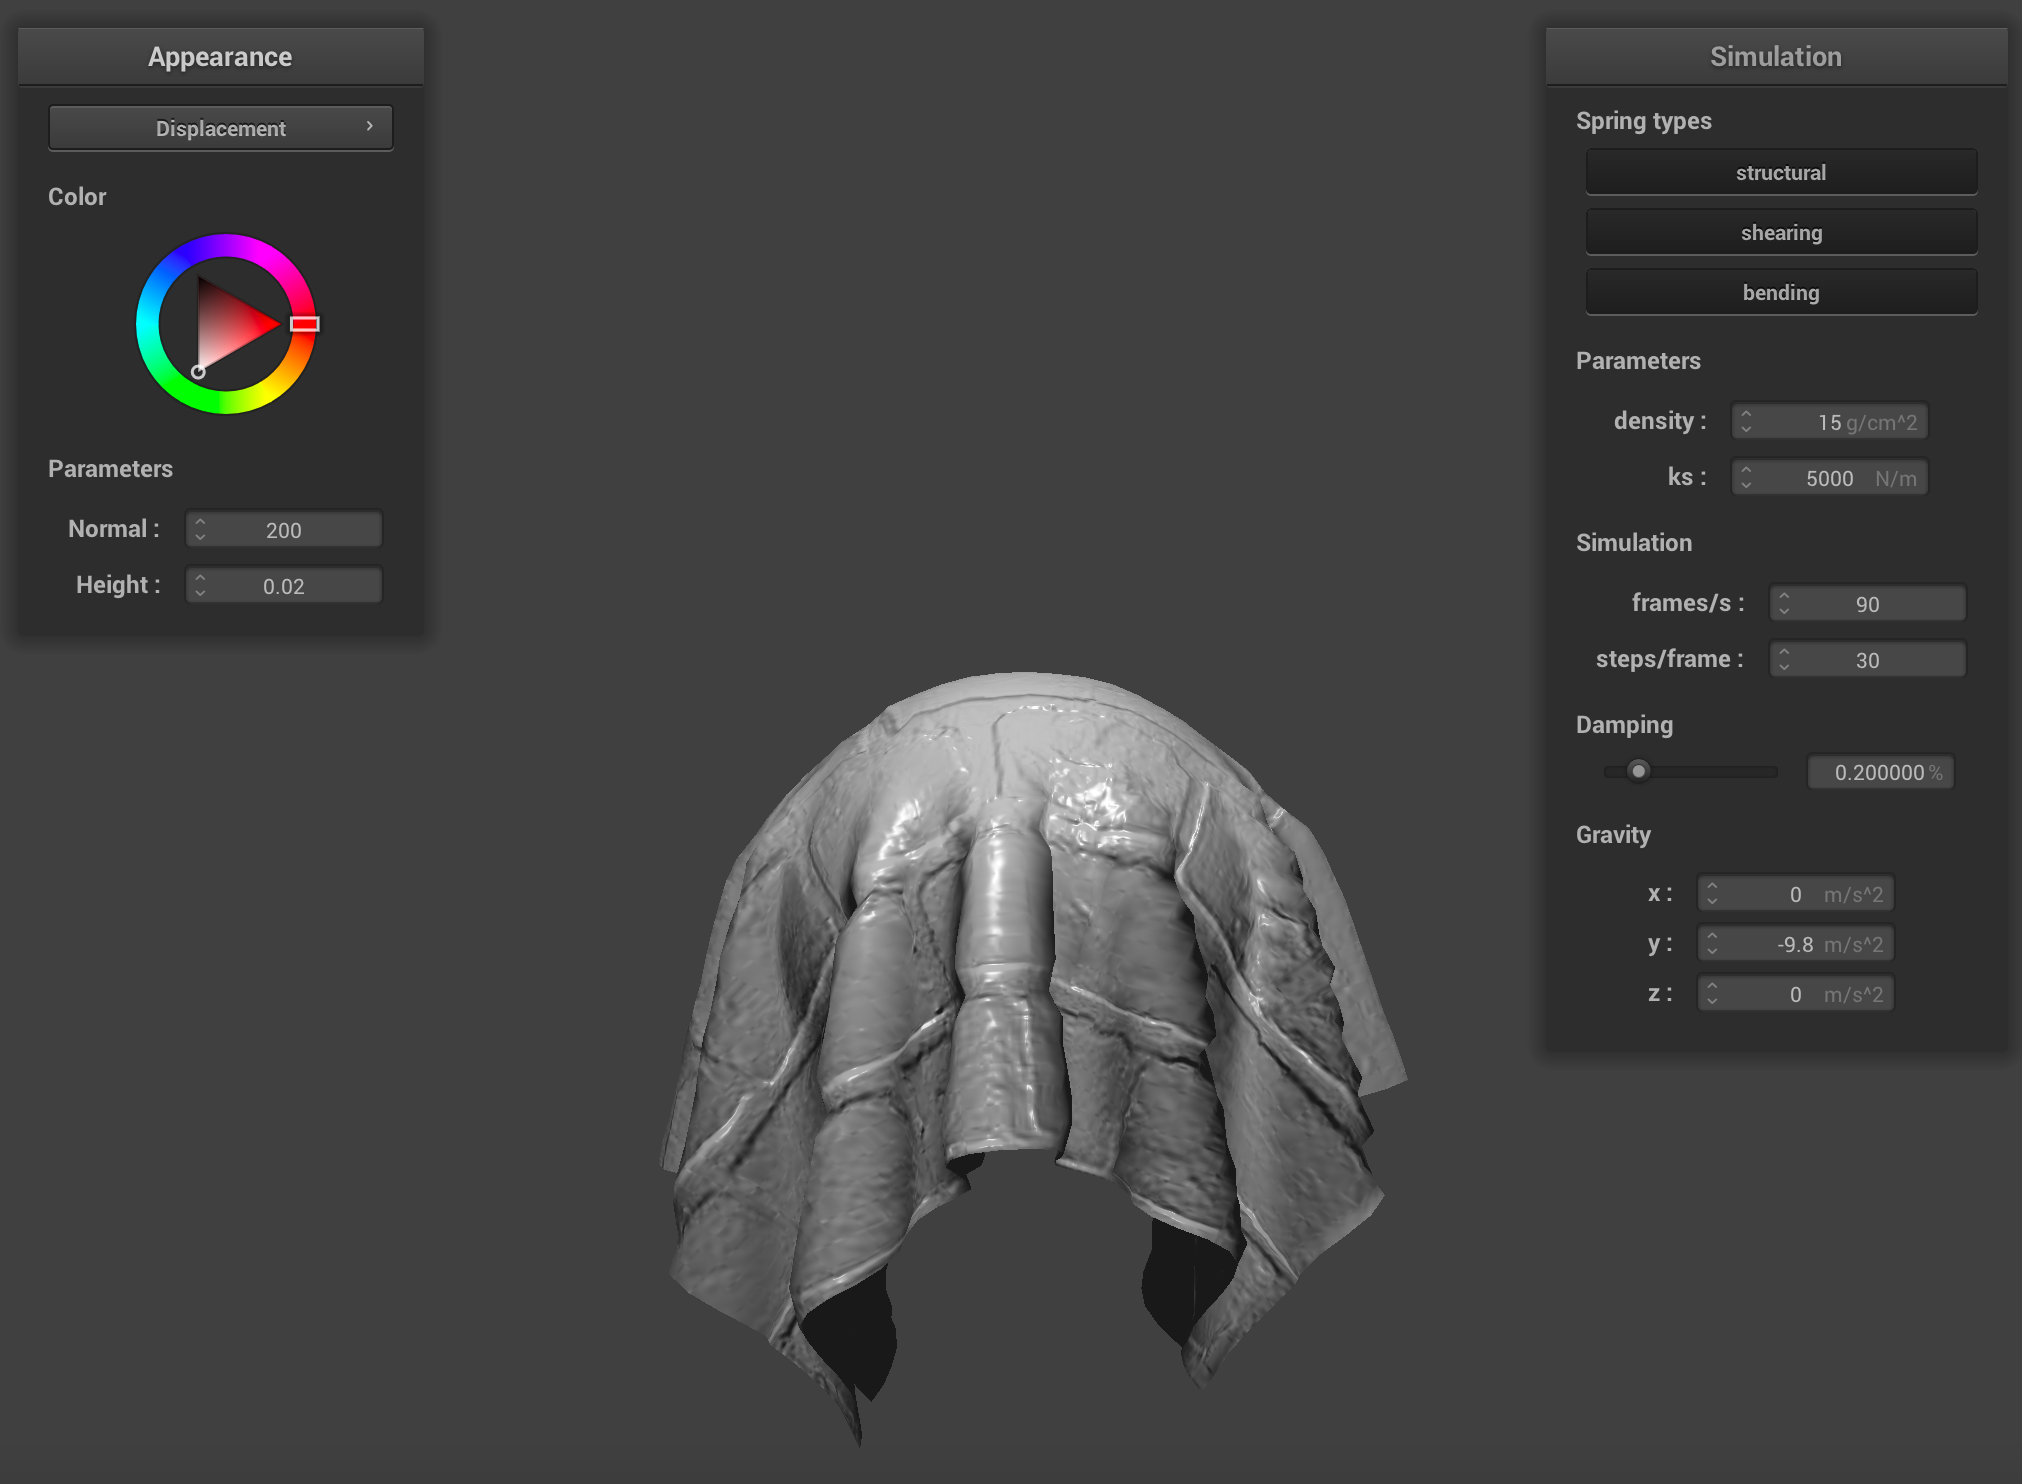 Appearance
Displacement
Color
Parameters
Normal : 200
Height : 0.02
Simulation
Spring types
structural
shearing
bending
Parameters
density : 15 g/cm^2
ks : 5000 N/m
Simulation
frames/s : 90
steps/frame : 30
Damping
0.200000 %
Gravity
x : 0 m/s^2
y : -9.8 m/s^2
z : 0 m/s^2